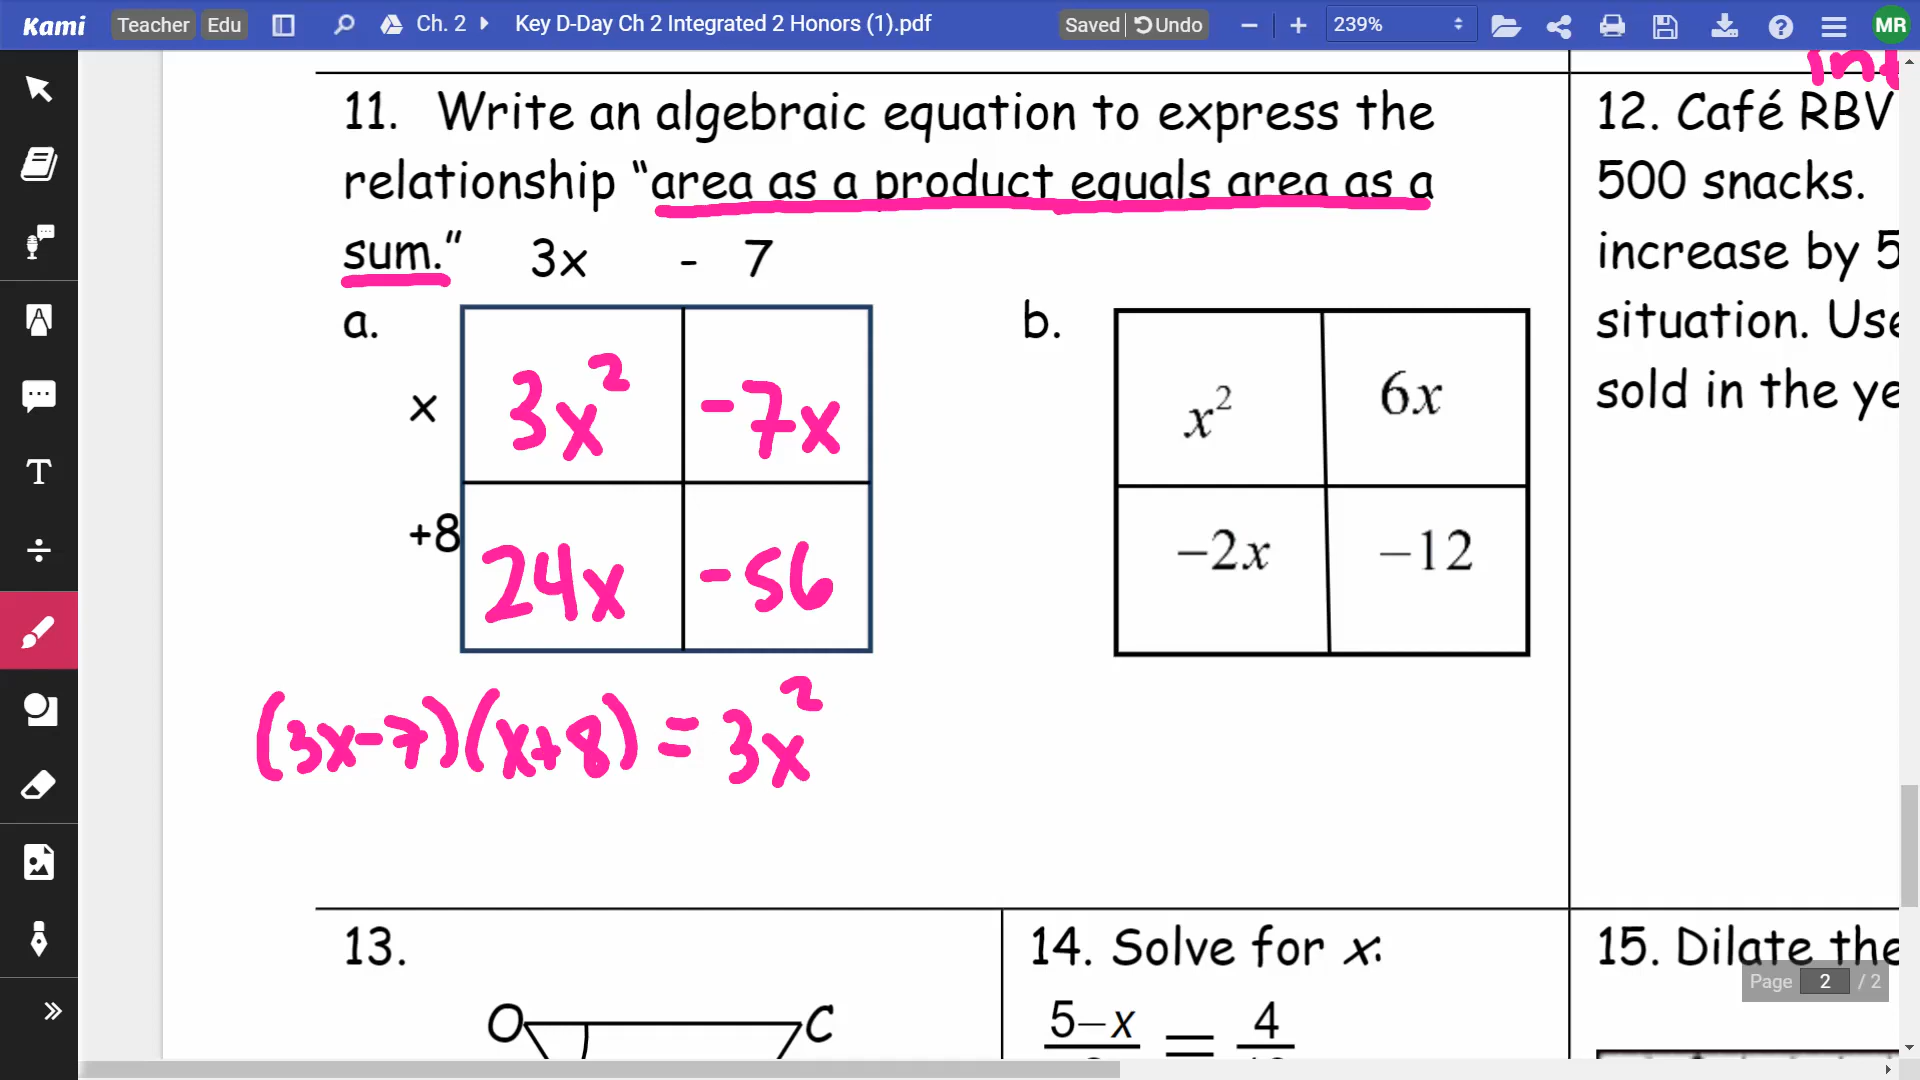 Kami Teacher Edu Ch. 2 Key D-Day Ch 2 Integrated 2 Honors (1).pdf Saved Undo 239% MR
11. Write an algebraic equation to express the
relationship "area as a product equals area as a
sum."
3x - 7
a.
x 3x² -7x
+8 24x -56
(3x-7)(x+8) = 3x²
b.
x² 6x
-2x -12
12. Café RBV
500 snacks.
increase by 5
situation. Use
sold in the ye
13.
O C
14. Solve for x:
5-x = 4
15. Dilate the
Page 2 / 2